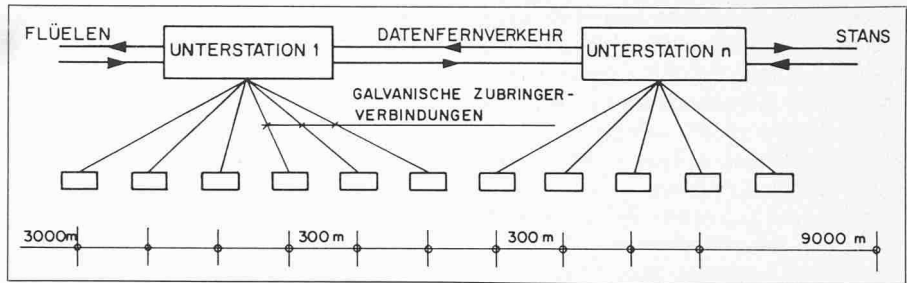 FLÜELEN
UNTERSTATION 1
DATENFERNVERKEHR
UNTERSTATION n
STANS
GALVANISCHE ZUBRINGER-
VERBINDUNGEN
3000m
300 m
300 m
9000 m